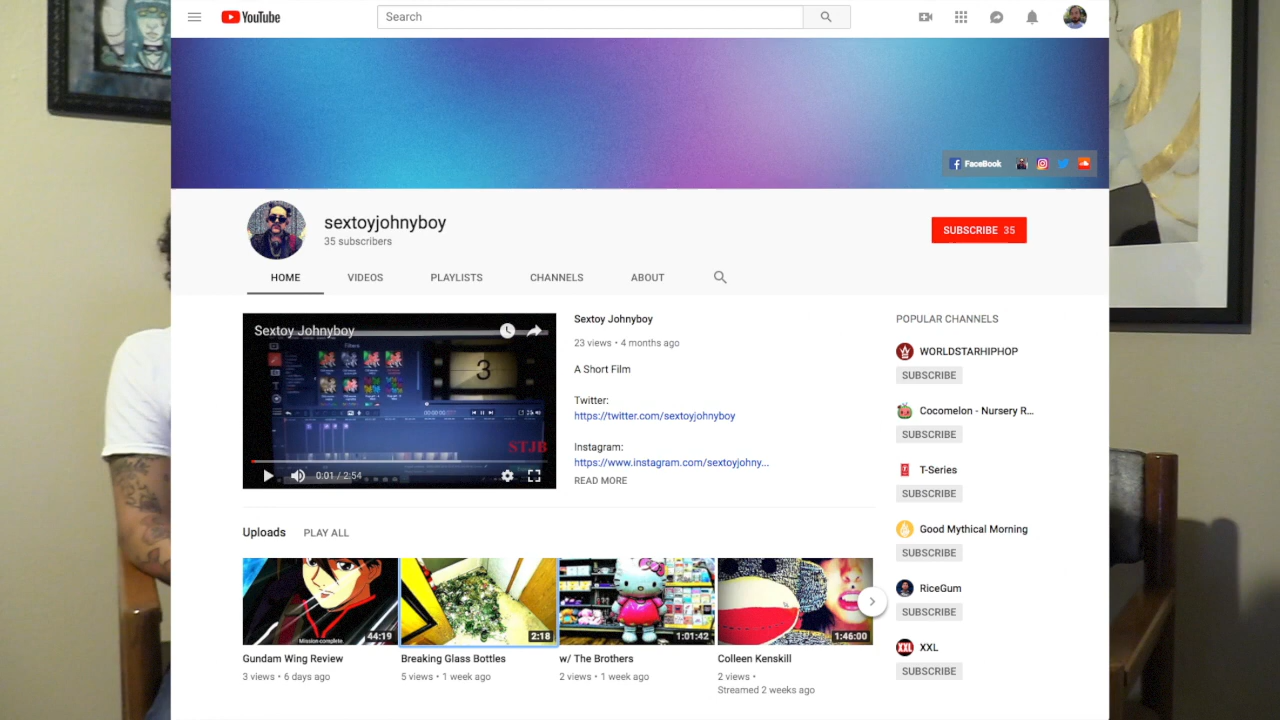 YouTube
Search
FaceBook
sextoyjohnyboy
35 subscribers
SUBSCRIBE 35
HOME VIDEOS PLAYLISTS CHANNELS ABOUT
Sextoy Johnyboy
Filters
3
STJB
0:01 / 2:54
Sextoy Johnyboy
23 views • 4 months ago
A Short Film
Twitter:
https://twitter.com/sextoyjohnyboy
Instagram:
https://www.instagram.com/sextoyjohny...
READ MORE
POPULAR CHANNELS
WORLDSTARHIPHOP
SUBSCRIBE
Cocomelon - Nursery R...
SUBSCRIBE
T-Series
SUBSCRIBE
Good Mythical Morning
SUBSCRIBE
RiceGum
SUBSCRIBE
XXL
XXL
SUBSCRIBE
Uploads PLAY ALL
Mission complete.
44:19
2:18
1:01:42
1:46:00
Gundam Wing Review
3 views • 6 days ago
Breaking Glass Bottles
5 views • 1 week ago
w/ The Brothers
2 views • 1 week ago
Colleen Kenskill
2 views •
Streamed 2 weeks ago